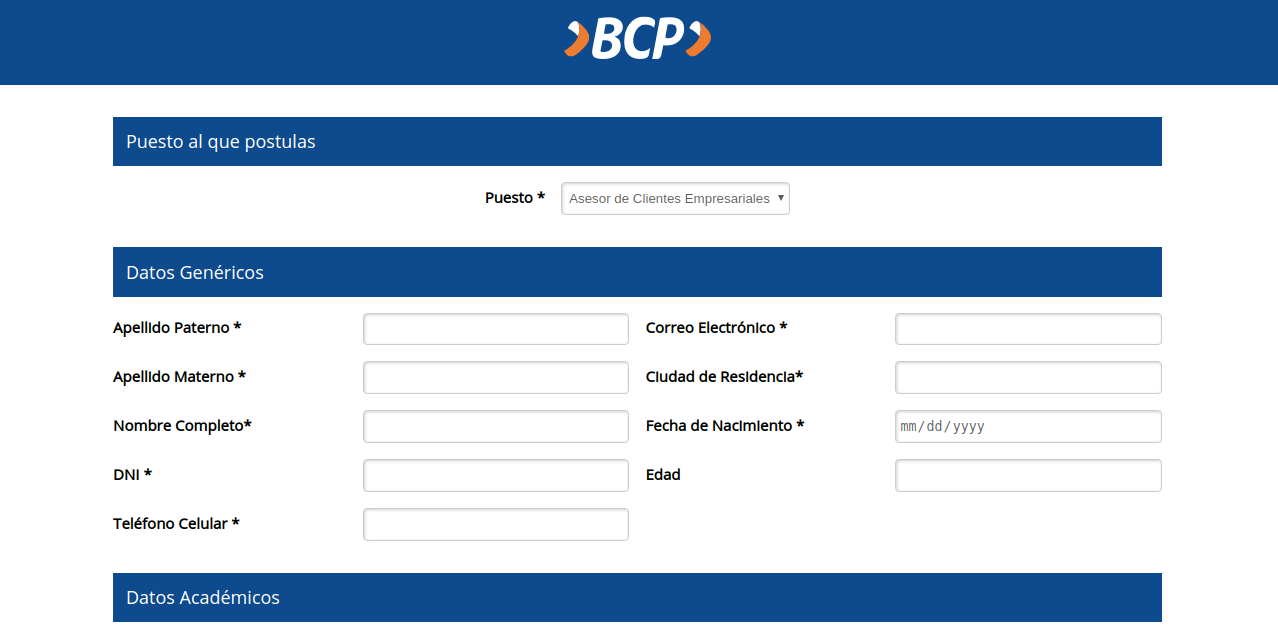 BCP
Puesto al que postulas
Puesto * Asesor de Clientes Empresariales
Datos Genéricos
Apellido Paterno * Correo Electrónico *
Apellido Materno * Ciudad de Residencia*
Nombre Completo* Fecha de Nacimiento * mm/dd/yyyy
DNI * Edad
Teléfono Celular *
Datos Académicos